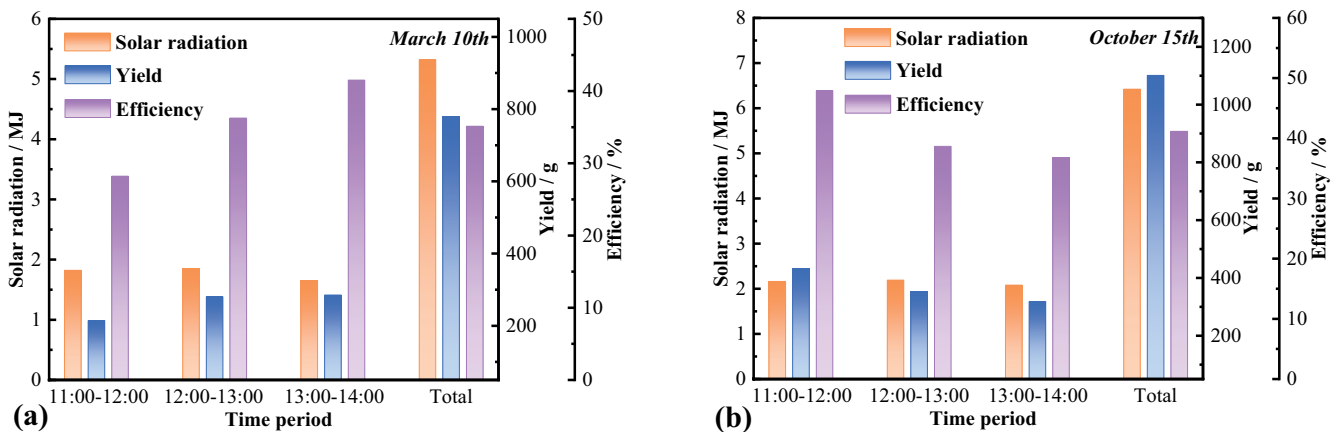 March 10th
Solar radiation
Yield
Efficiency
Solar radiation / MJ
0
1
2
3
4
5
6
Yield / g
200
400
600
800
1000
Efficiency / %
0
10
20
30
40
50
11:00-12:00 12:00-13:00 13:00-14:00 Total
Time period
(a)
October 15th
Solar radiation
Yield
Efficiency
Solar radiation / MJ
0
1
2
3
4
5
6
7
8
Yield / g
200
400
600
800
1000
1200
Efficiency / %
0
10
20
30
40
50
60
11:00-12:00 12:00-13:00 13:00-14:00 Total
Time period
(b)